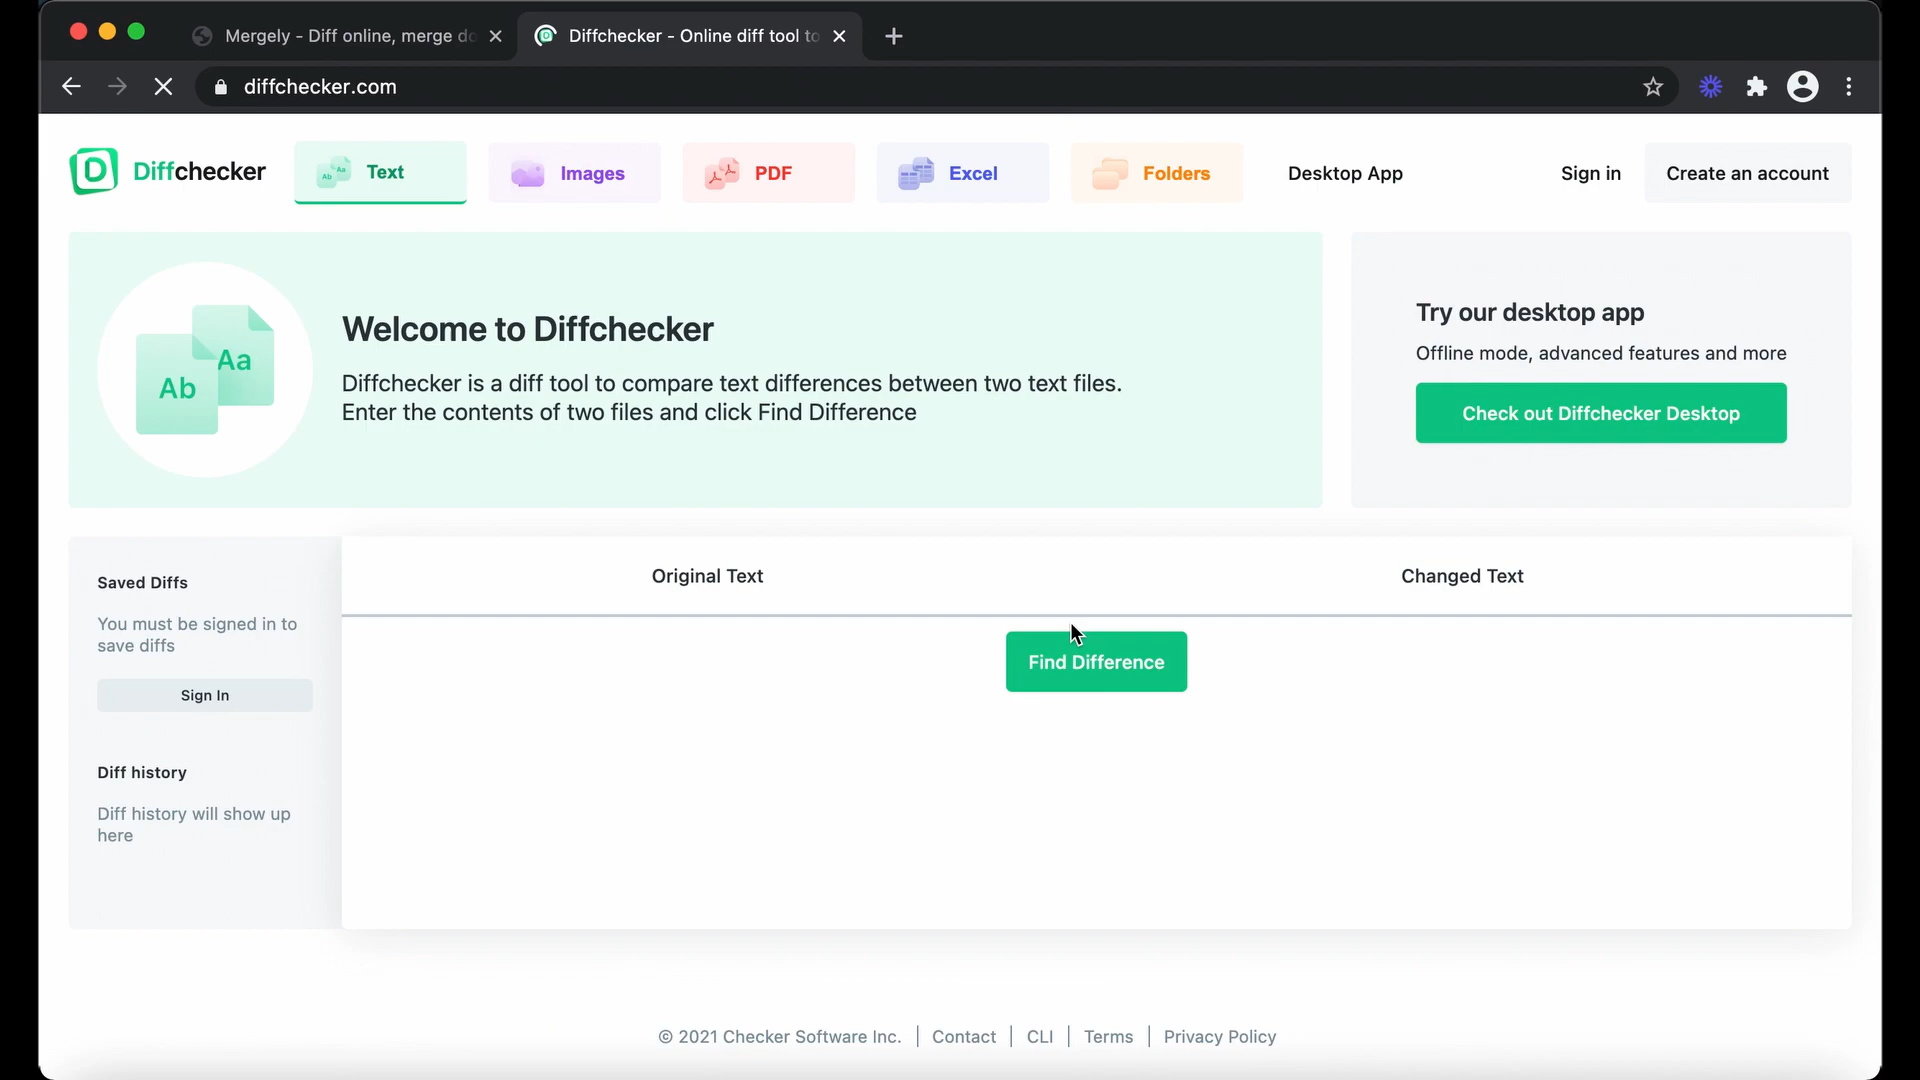 Mergely - Diff online, merge do
Diffchecker - Online diff tool to
diffchecker.com
Diffchecker
Text
Images
PDF
Excel
Folders
Desktop App
Sign in
Create an account
Ab
Aa
Welcome to Diffchecker
Diffchecker is a diff tool to compare text differences between two text files.
Enter the contents of two files and click Find Difference
Try our desktop app
Offline mode, advanced features and more
Check out Diffchecker Desktop
Saved Diffs
You must be signed in to
save diffs
Sign In
Diff history
Diff history will show up
here
Original Text
Changed Text
Find Difference
© 2021 Checker Software Inc. | Contact | CLI | Terms | Privacy Policy